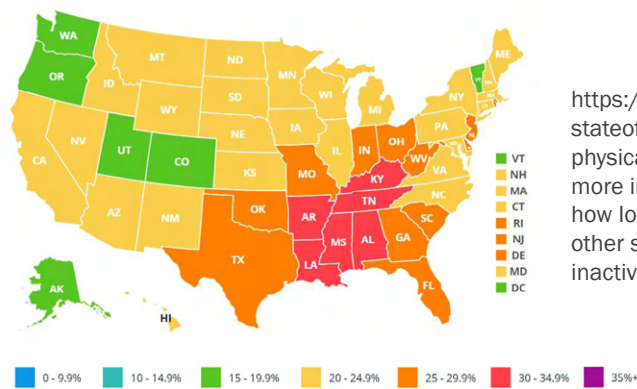 WA
OR
CA
NV
ID
MT
WY
UT
CO
AZ
NM
ND
SD
NE
KS
OK
TX
MN
IA
MO
AR
LA
WI
IL
MI
IN
OH
KY
TN
MS
AL
GA
FL
SC
NC
VA
WV
PA
NY
ME
AK
HI
VT
NH
MA
CT
RI
NJ
DE
MD
DC
https:/
stateof
physica
more in
how lo
other s
inactiv
0 - 9.9%
10 - 14.9%
15 - 19.9%
20 - 24.9%
25 - 29.9%
30 - 34.9%
35%+